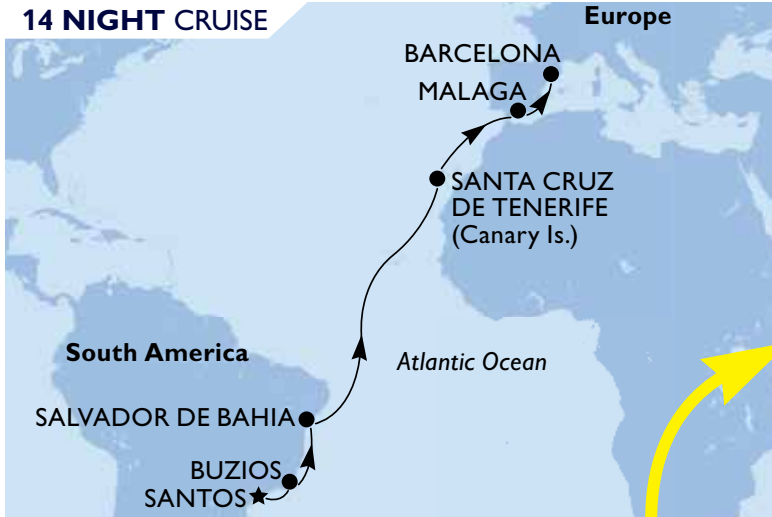 14 NIGHT CRUISE
Europe
BARCELONA
MALAGA
SANTA CRUZ
DE TENERIFE
(Canary Is.)
South America
Atlantic Ocean
SALVADOR DE BAHIA
BUZIOS
SANTOS